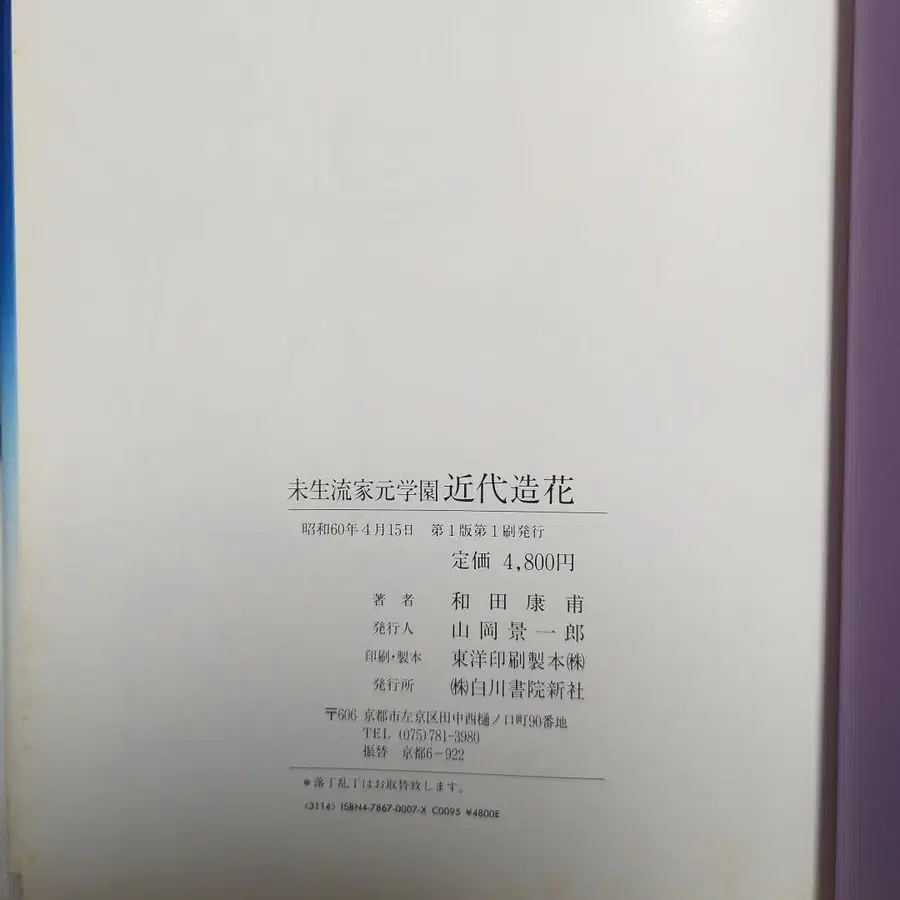 未生流家元学園 近代造花
昭和60年4月15日 第1版第1刷発行
定価 4,800円
著者 和田康甫
発行人 山岡景一郎
印刷・製本 東洋印刷製本㈱
発行所 ㈱白川書院新社
〒606 京都市左京区田中西樋ノ口町90番地
TEL (075)781-3980
振替 京都6-922
*落丁乱丁はお取替致します。
〈3114〉ISBN4-7867-0007-X C0095 ¥4800E